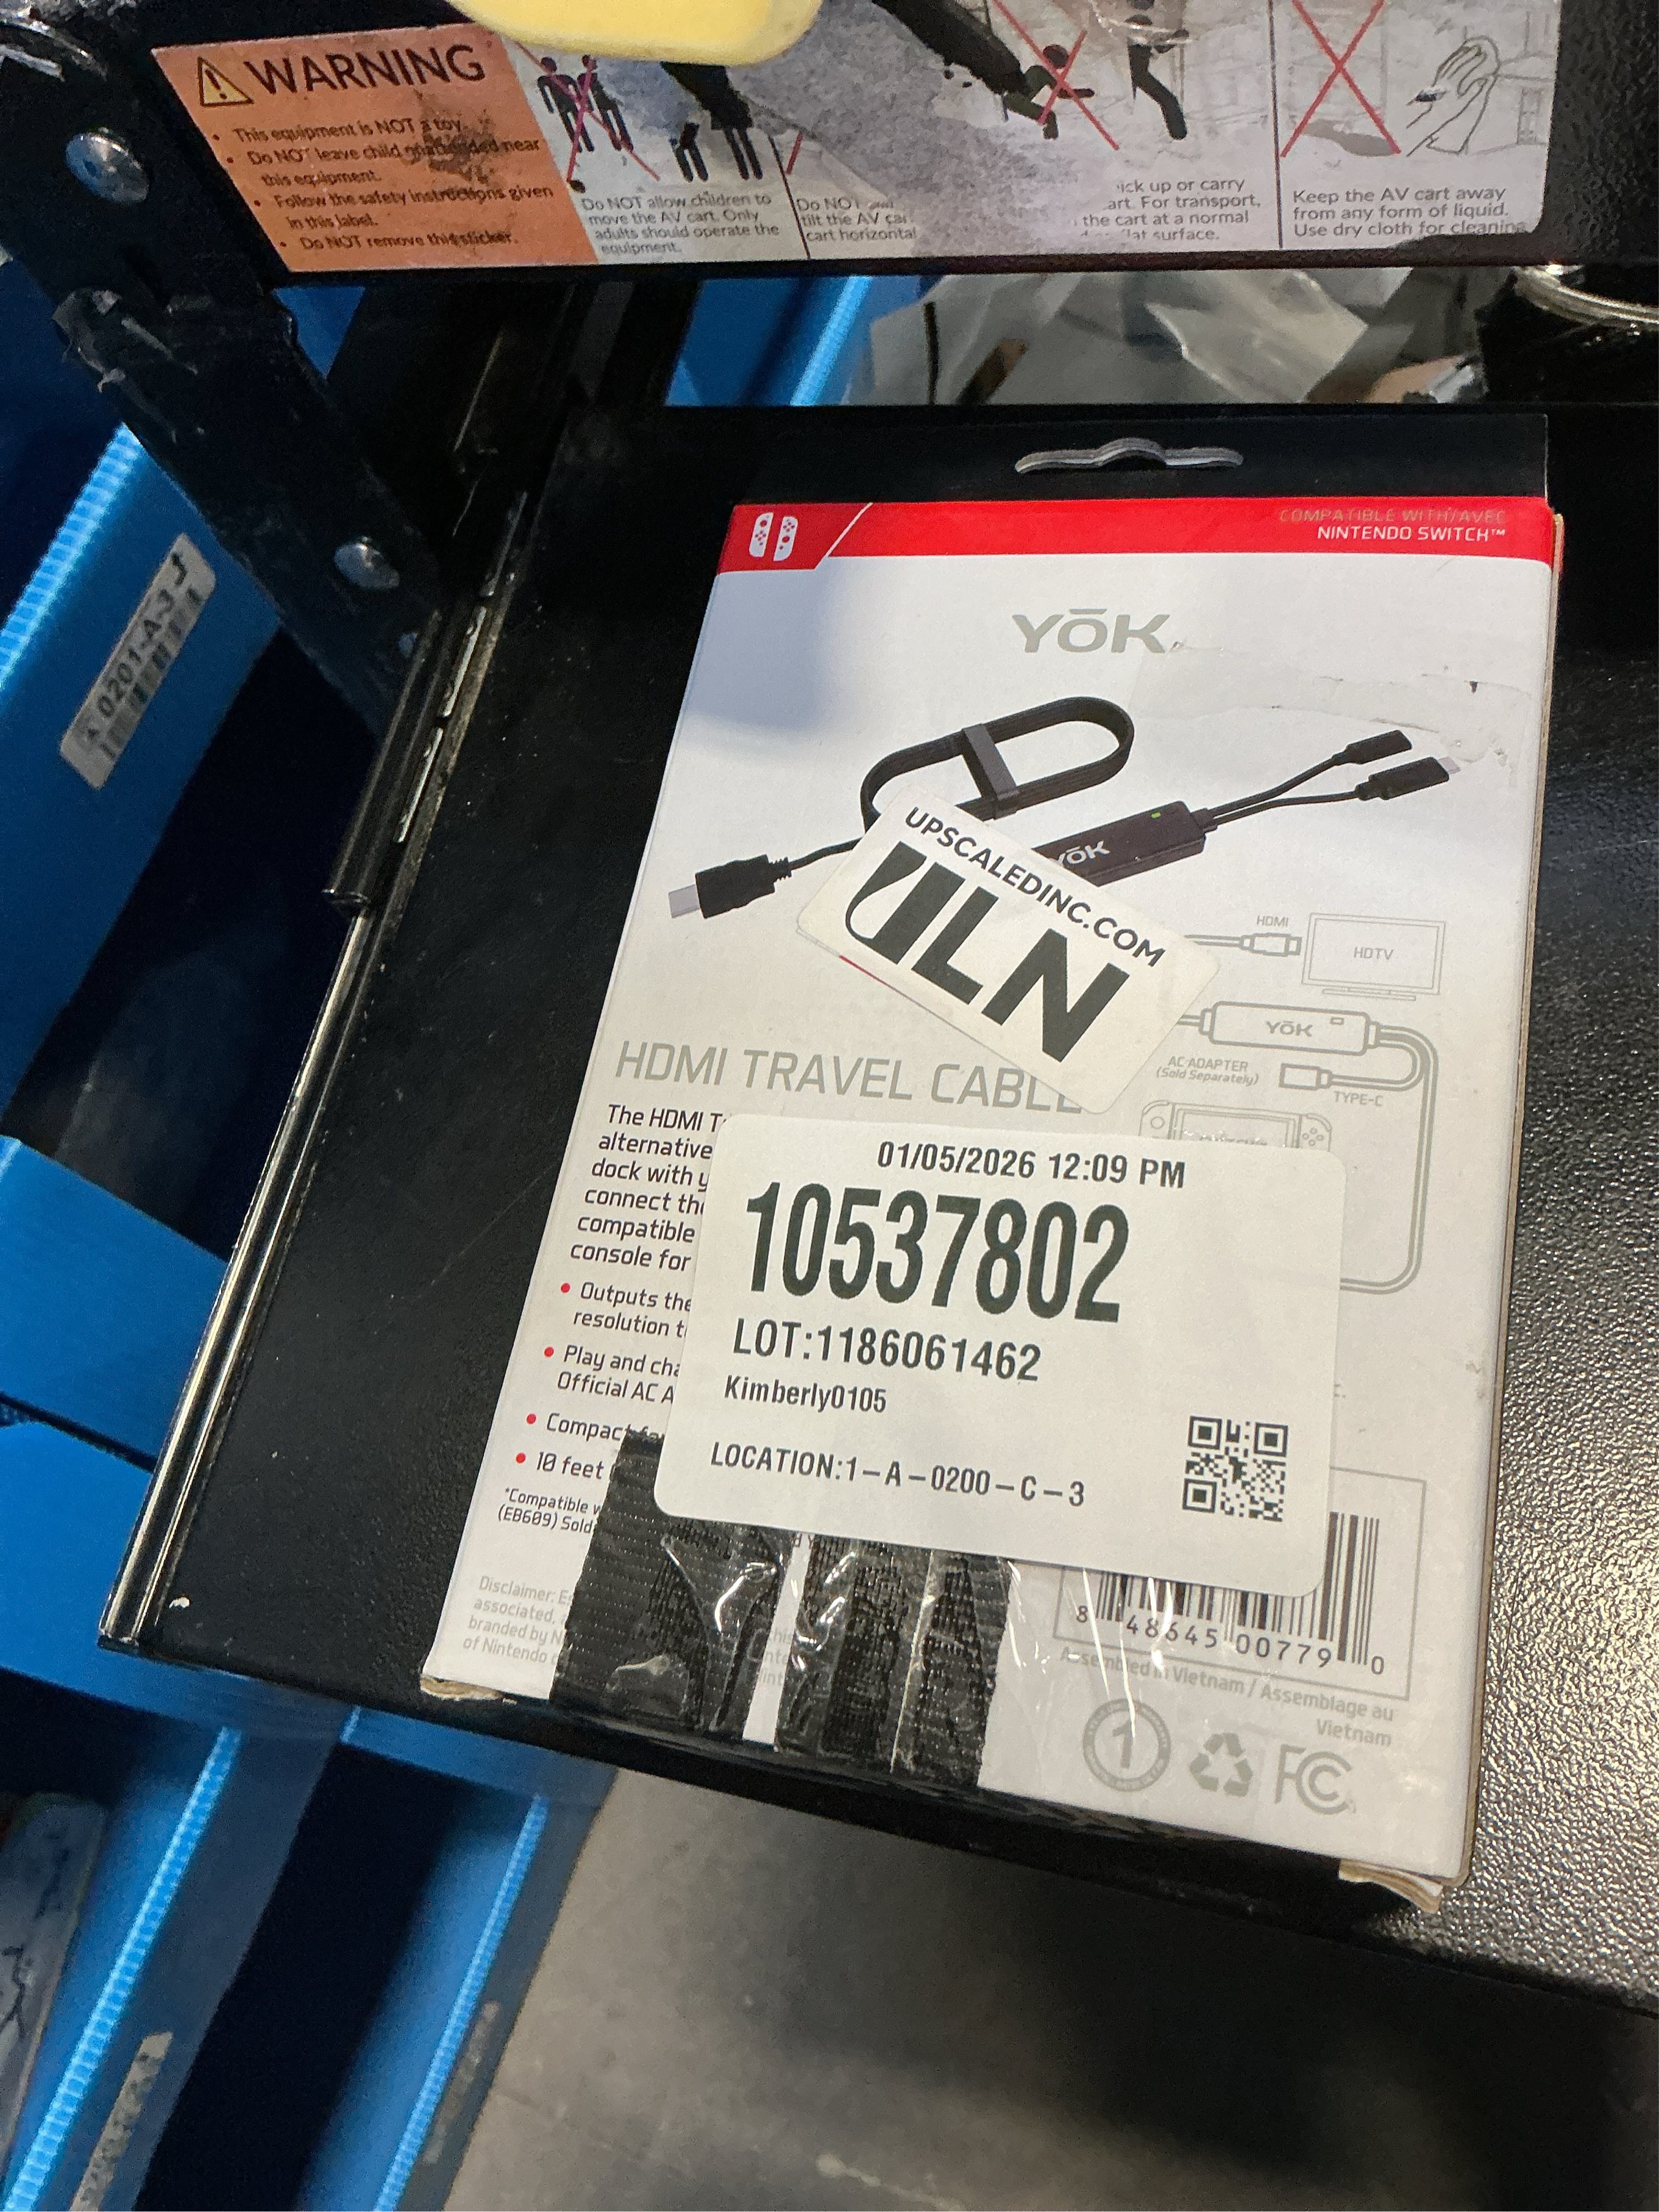 WARNING
• This equipment is NOT a toy.
• Do NOT leave child near
this equipment.
• Follow the safety instructions given
in this label.
• Do NOT remove this sticker.
Do NOT allow children to
move the AV cart. Only
adults should operate the
equipment.
Do NOT
tilt the AV
cart horizontal
up or carry
For transport,
the cart at a normal
surface.
Keep the AV cart away
from any form of liquid.
Use dry cloth for cleaning
0201-A-3
COMPATIBLE WITH/AVEC
NINTENDO SWITCH™
YōK
YōK
UPSCALEDINC.COM
ULN
HDMI
HDTV
YōK
AC ADAPTER
(Sold Separately)
TYPE-C
HDMI TRAVEL CABLE
The HDMI
alternative
dock with
connect
compatible
console for
• Outputs the
resolution
• Play and
Official AC
• Compact
• 10 feet
*Compatible
(EB609) Sold
Disclaimer:
associated,
branded by
of Nintendo
01/05/2026 12:09 PM
10537802
LOT:1186061462
Kimberly0105
LOCATION:1-A-0200-C-3
8 48645 00779 0
Assembled in Vietnam / Assemblage au
Vietnam
1
FC